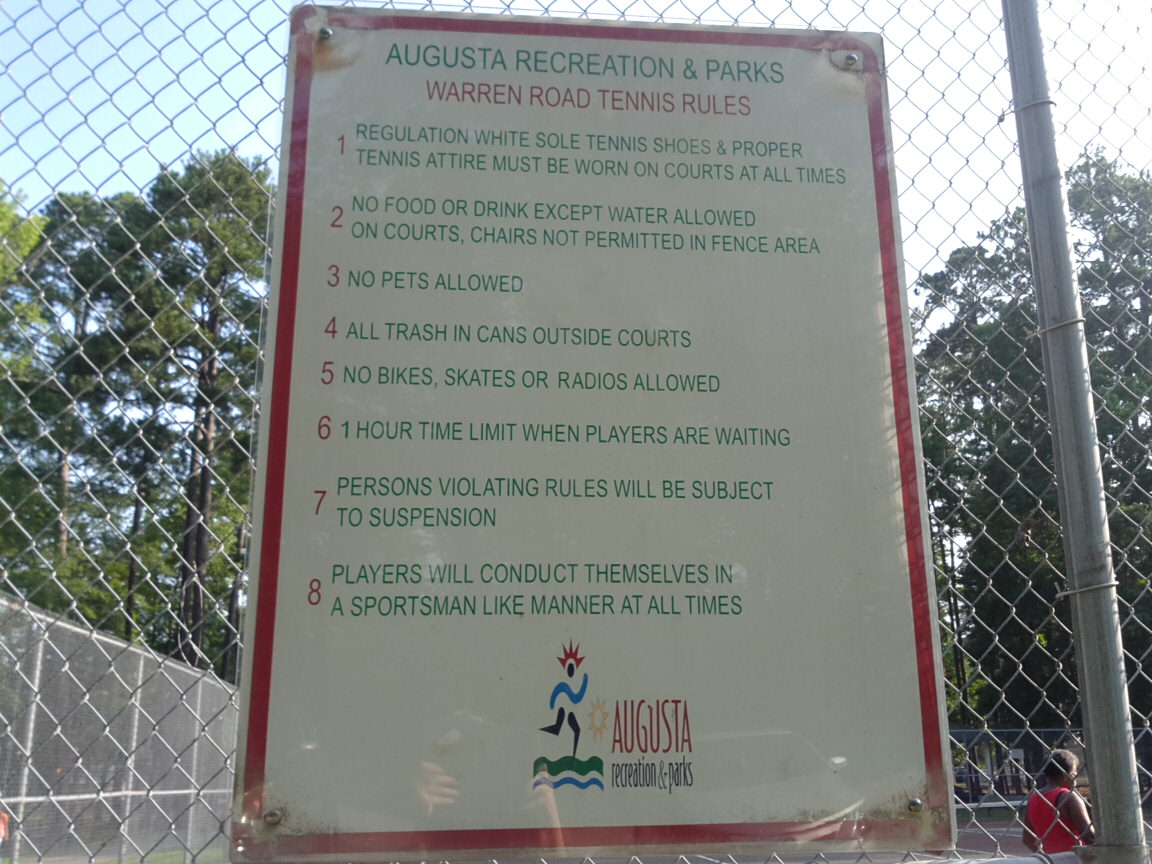 AUGUSTA RECREATION & PARKS
WARREN ROAD TENNIS RULES
1 REGULATION WHITE SOLE TENNIS SHOES & PROPER
TENNIS ATTIRE MUST BE WORN ON COURTS AT ALL TIMES
2 NO FOOD OR DRINK EXCEPT WATER ALLOWED
ON COURTS, CHAIRS NOT PERMITTED IN FENCE AREA
3 NO PETS ALLOWED
4 ALL TRASH IN CANS OUTSIDE COURTS
5 NO BIKES, SKATES OR RADIOS ALLOWED
6 1 HOUR TIME LIMIT WHEN PLAYERS ARE WAITING
7 PERSONS VIOLATING RULES WILL BE SUBJECT
TO SUSPENSION
8 PLAYERS WILL CONDUCT THEMSELVES IN
A SPORTSMAN LIKE MANNER AT ALL TIMES
AUGUSTA
recreation & parks